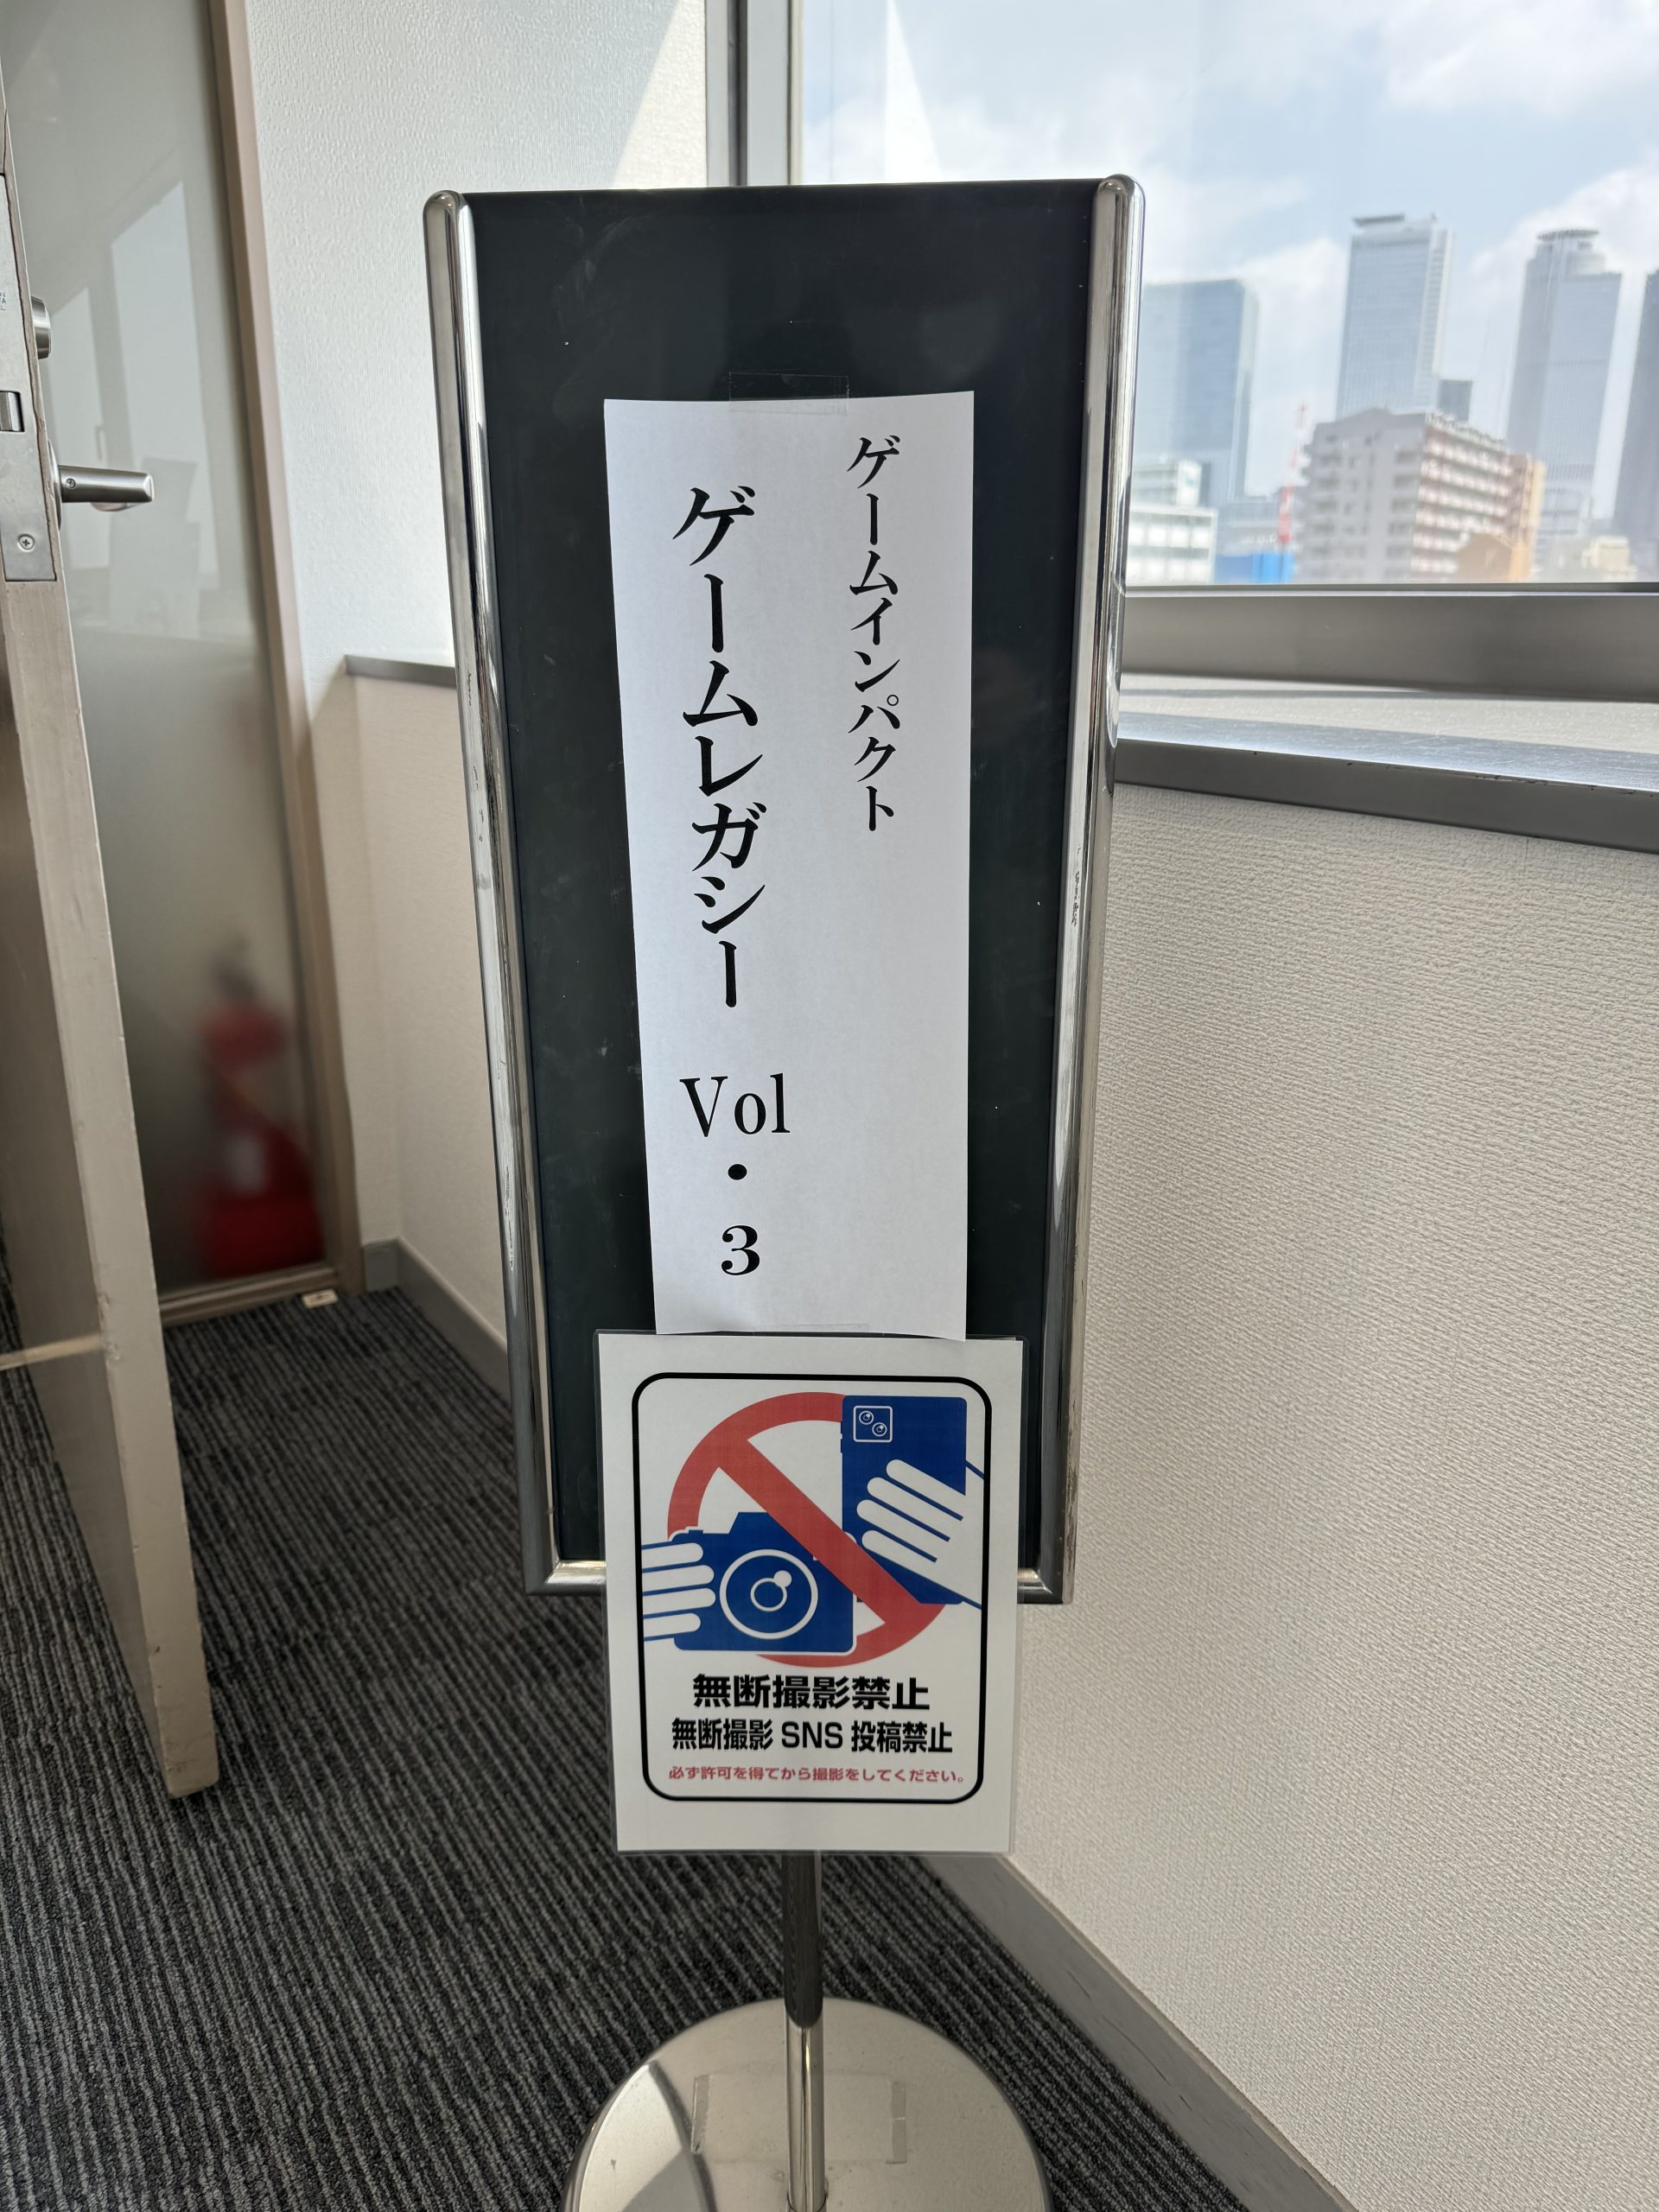 ゲームインパクト
ゲームレガシー Vol・3
無断撮影禁止
無断撮影 SNS 投稿禁止
必ず許可を得てから撮影をしてください。